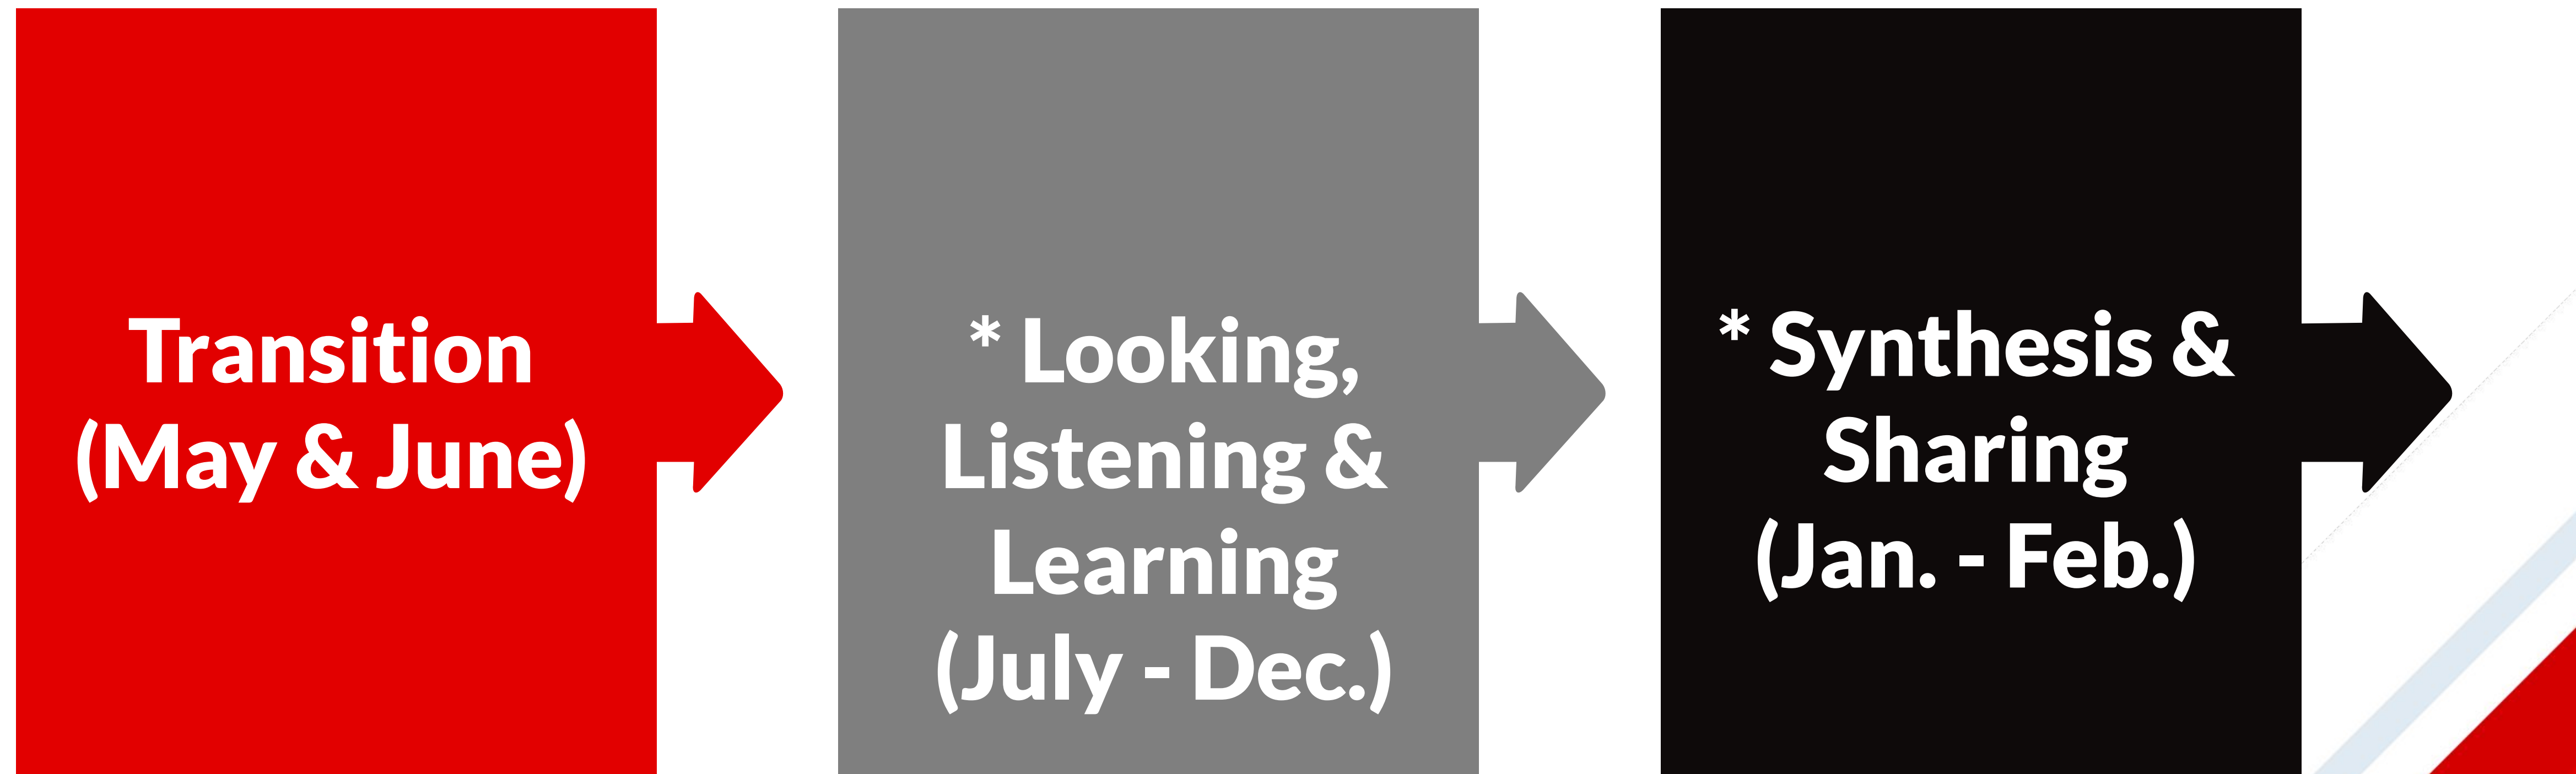 Transition
(May & June)
* Looking,
Listening &
Learning
(July - Dec.)
* Synthesis &
Sharing
(Jan. - Feb.)